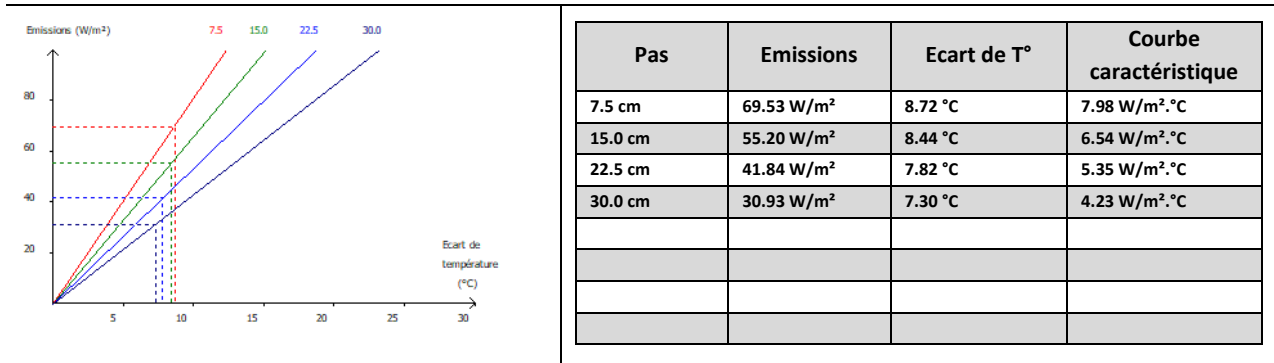 Emissions (W/m²) 7.5 15.0 22.5 30.0
80
60
40
20
Ecart de
température
(°C)
5 10 15 20 25 30
Pas Emissions Ecart de T° Courbe
caractéristique
7.5 cm 69.53 W/m² 8.72 °C 7.98 W/m².°C
15.0 cm 55.20 W/m² 8.44 °C 6.54 W/m².°C
22.5 cm 41.84 W/m² 7.82 °C 5.35 W/m².°C
30.0 cm 30.93 W/m² 7.30 °C 4.23 W/m².°C